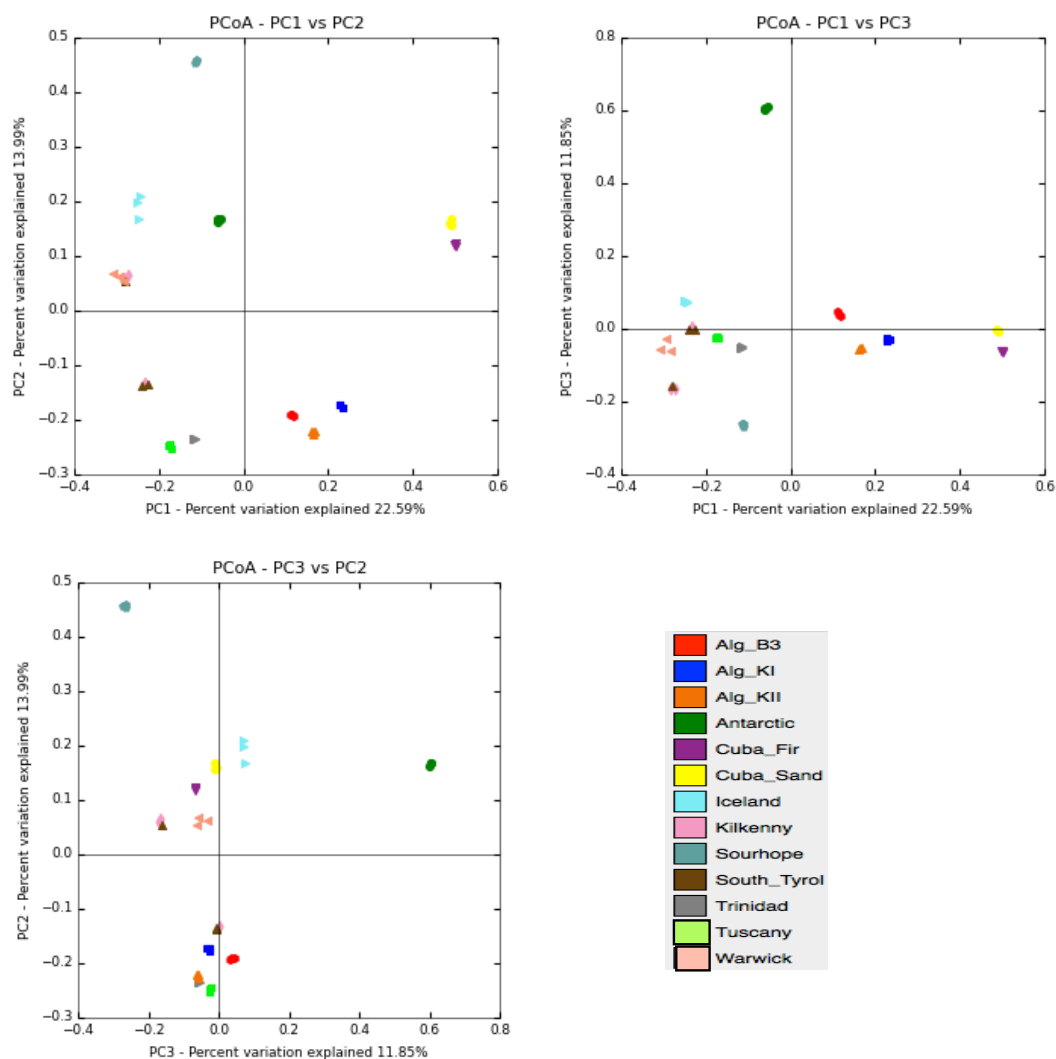 PCoA - PC1 vs PC2
0.5
0.4
0.3
0.2
0.1
0.0
−0.1
−0.2
−0.3
−0.4 −0.2 0.0 0.2 0.4 0.6
PC2 - Percent variation explained 13.99%
PC1 - Percent variation explained 22.59%
PCoA - PC1 vs PC3
0.8
0.6
0.4
0.2
0.0
−0.2
−0.4
−0.4 −0.2 0.0 0.2 0.4 0.6
PC3 - Percent variation explained 11.85%
PC1 - Percent variation explained 22.59%
PCoA - PC3 vs PC2
0.5
0.4
0.3
0.2
0.1
0.0
−0.1
−0.2
−0.3
−0.4 −0.2 0.0 0.2 0.4 0.6 0.8
PC2 - Percent variation explained 13.99%
PC3 - Percent variation explained 11.85%
Alg_B3
Alg_KI
Alg_KII
Antarctic
Cuba_Fir
Cuba_Sand
Iceland
Kilkenny
Sourhope
South_Tyrol
Trinidad
Tuscany
Warwick